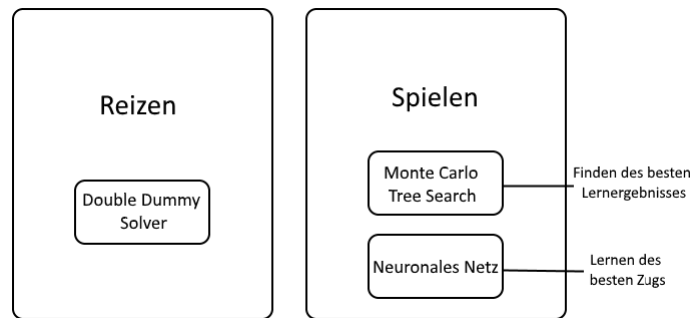 Reizen
Double Dummy
Solver
Spielen
Monte Carlo
Tree Search
Finden des besten
Lernergebnisses
Neuronales Netz
Lernen des
besten Zugs